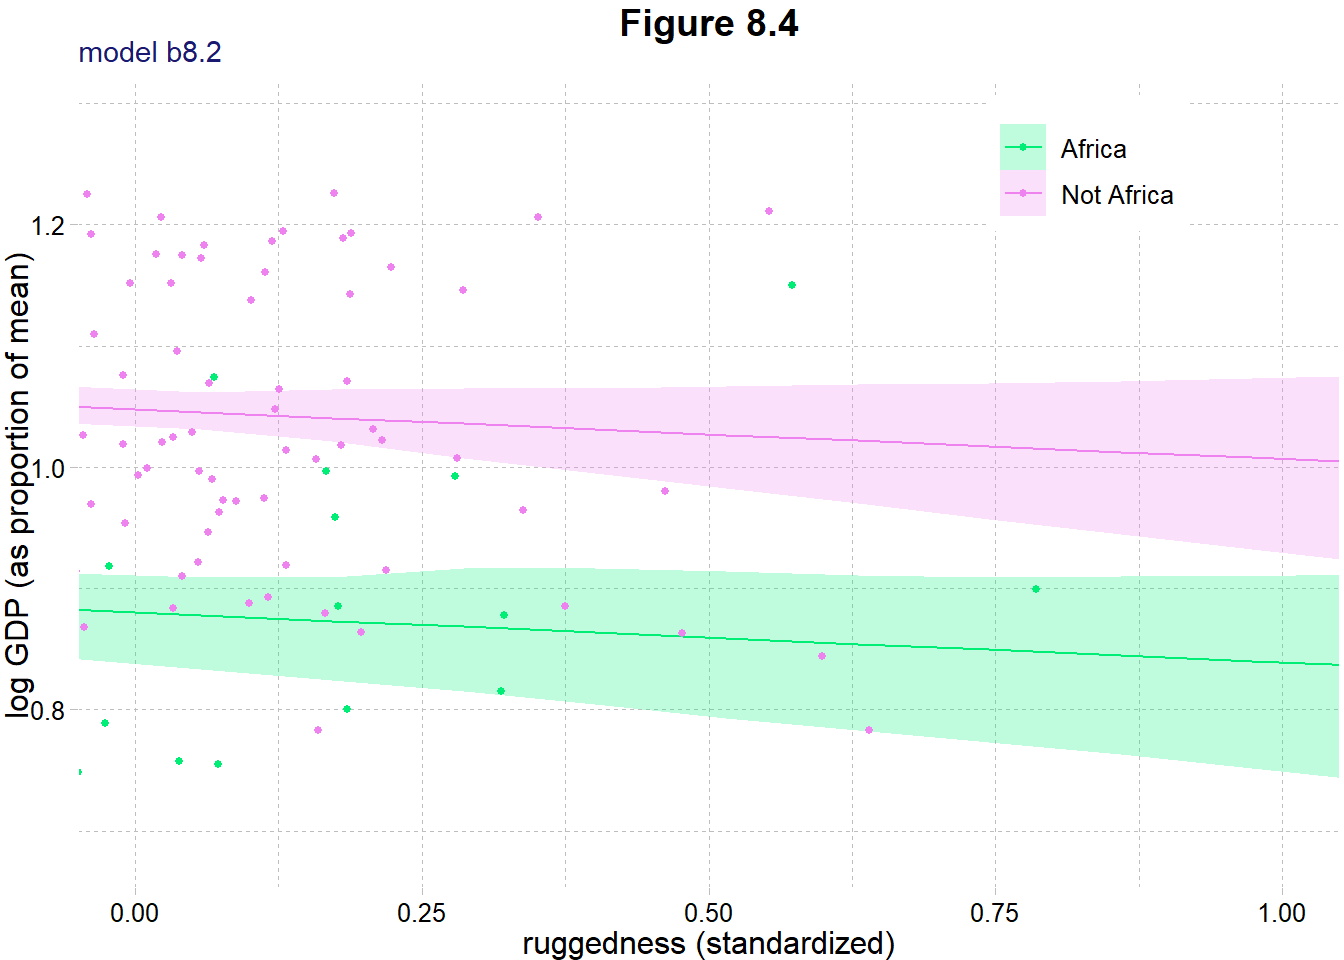 Figure 8.4
model b8.2
Africa
Not Africa
log GDP (as proportion of mean)
1.2
1.0
0.8
0.00 0.25 0.50 0.75 1.00
ruggedness (standardized)